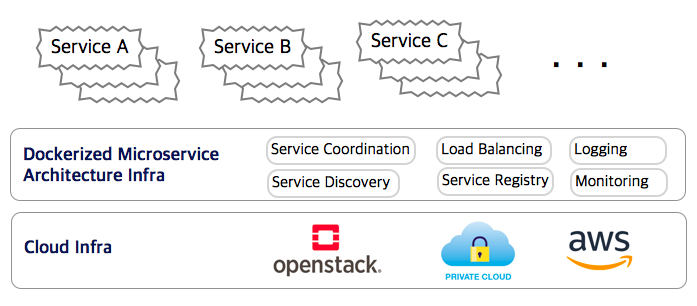 Service A
Service B
Service C
. . .
Dockerized Microservice
Architecture Infra
Service Coordination
Load Balancing
Logging
Service Discovery
Service Registry
Monitoring
Cloud Infra
openstack.
PRIVATE CLOUD
aws